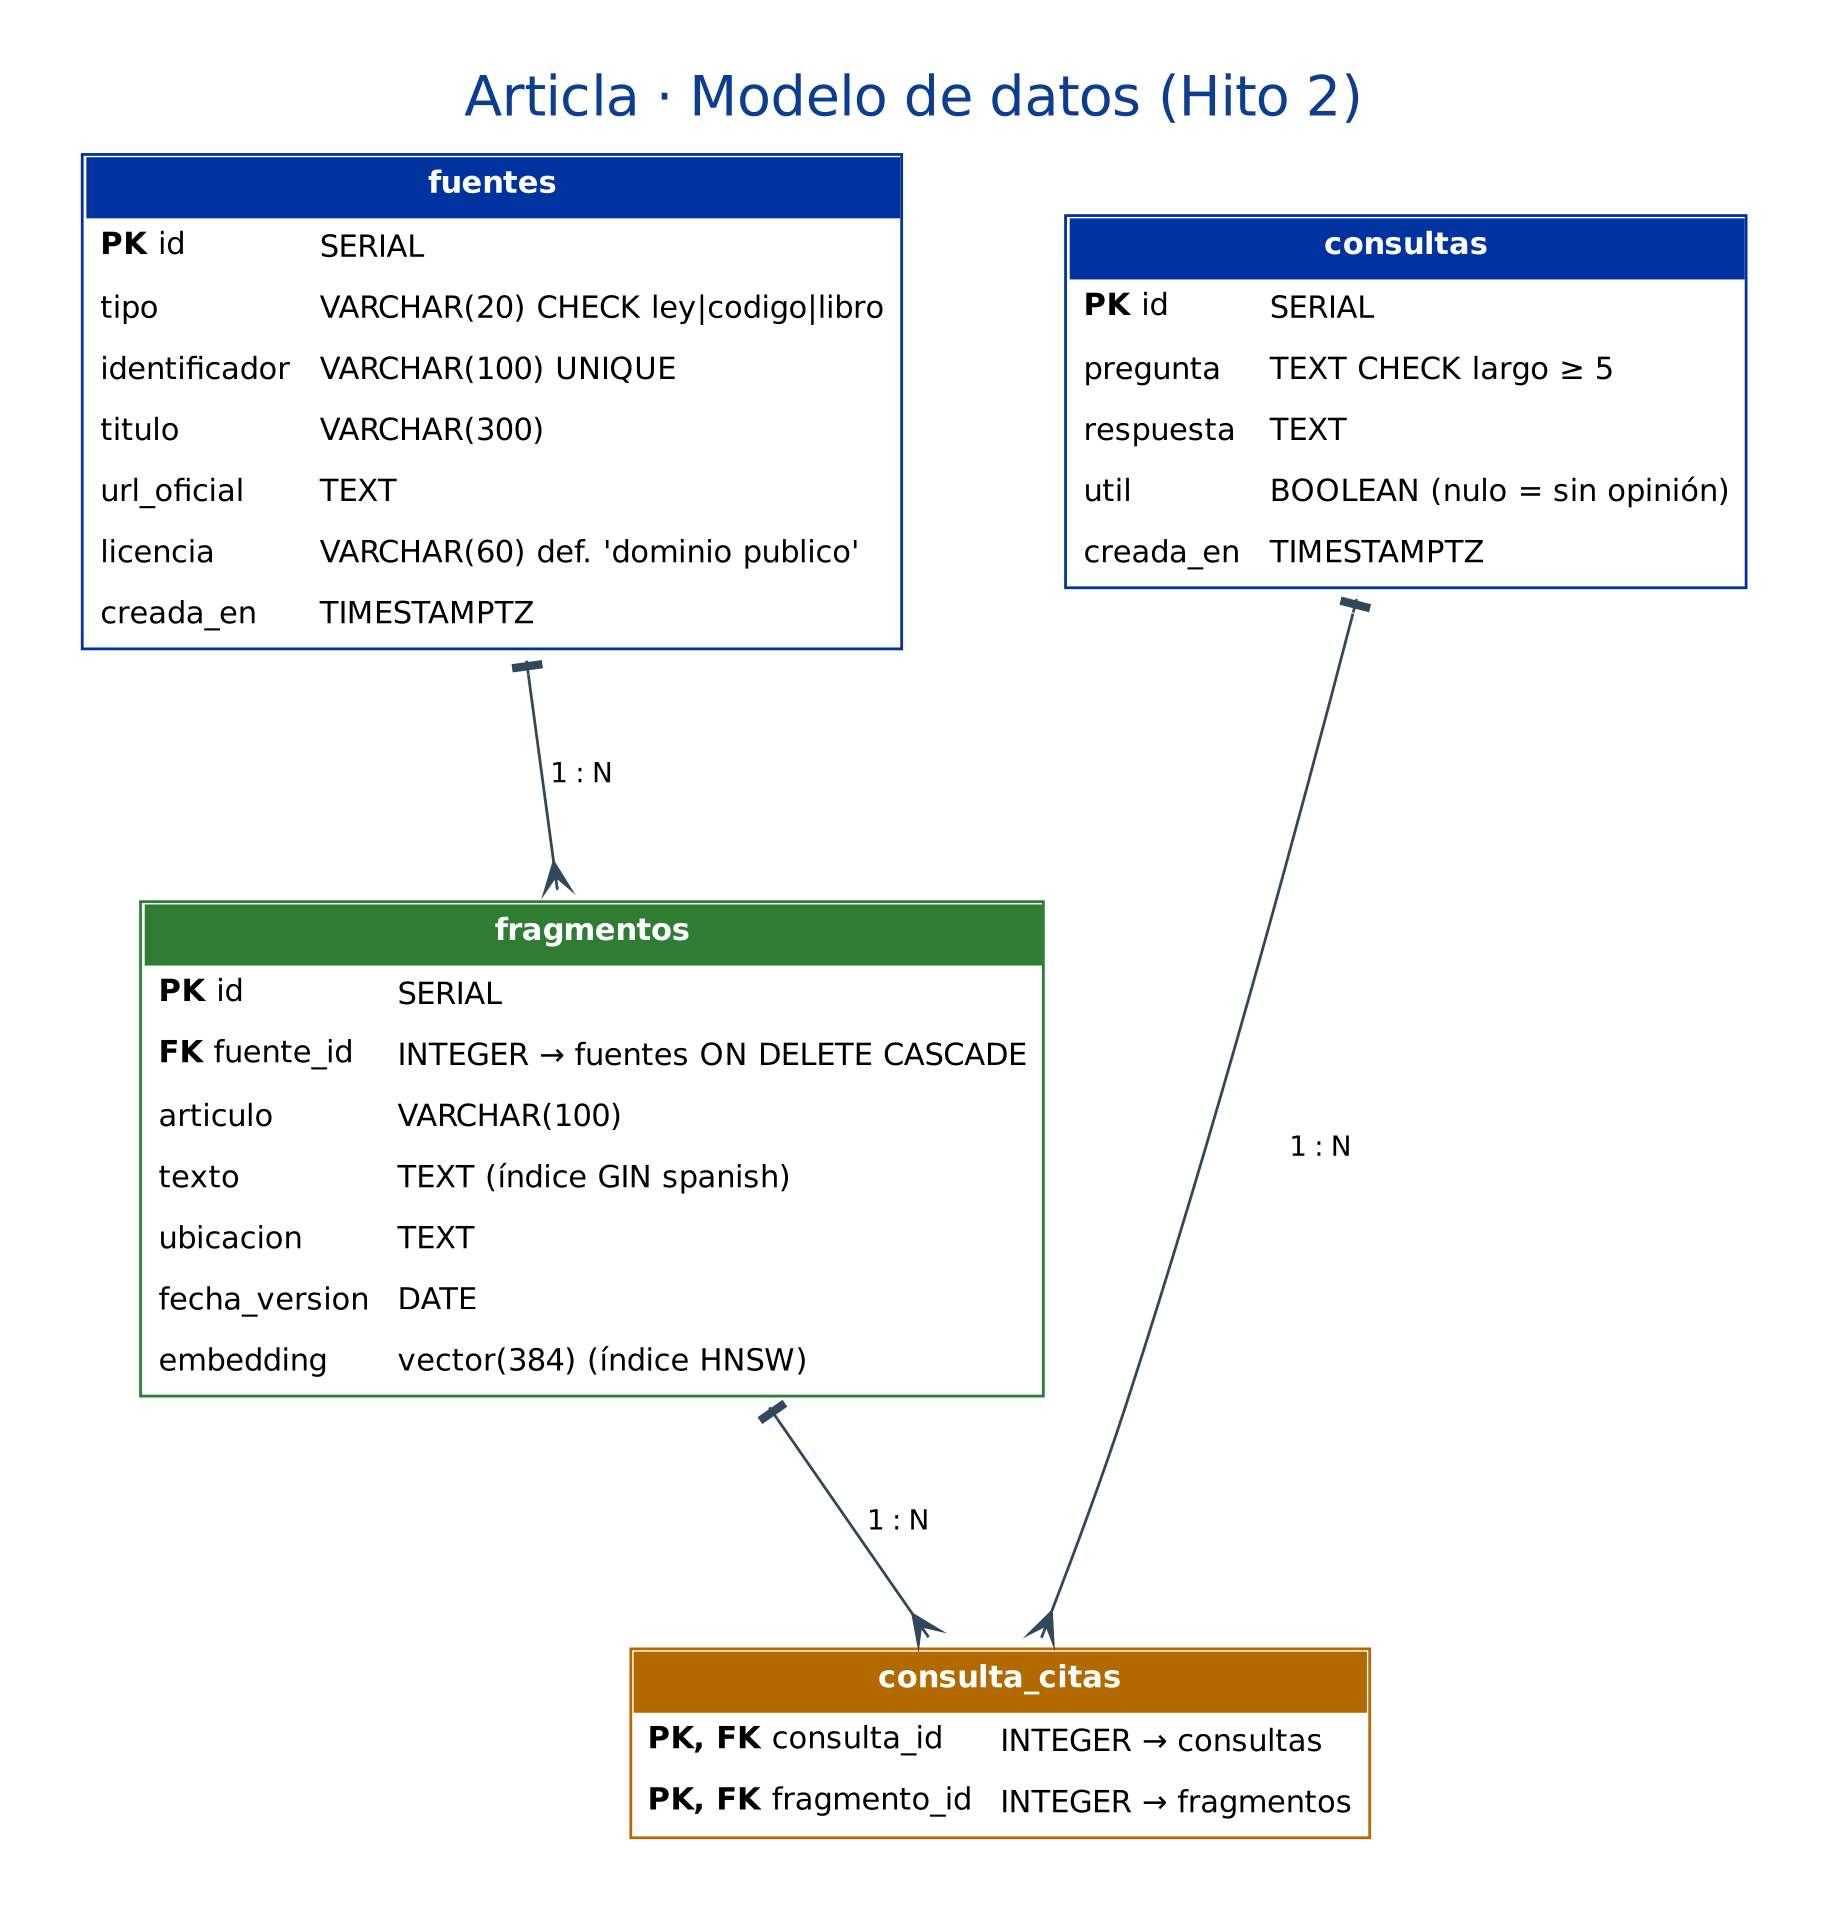 Articla · Modelo de datos (Hito 2)
fuentes
PK id SERIAL
tipo VARCHAR(20) CHECK ley|codigo|libro
identificador VARCHAR(100) UNIQUE
titulo VARCHAR(300)
url_oficial TEXT
licencia VARCHAR(60) def. 'dominio publico'
creada_en TIMESTAMPTZ
consultas
PK id SERIAL
pregunta TEXT CHECK largo ≥ 5
respuesta TEXT
util BOOLEAN (nulo = sin opinión)
creada_en TIMESTAMPTZ
1 : N
fragmentos
PK id SERIAL
FK fuente_id INTEGER → fuentes ON DELETE CASCADE
articulo VARCHAR(100)
texto TEXT (índice GIN spanish)
ubicacion TEXT
fecha_version DATE
embedding vector(384) (índice HNSW)
1 : N
1 : N
consulta_citas
PK, FK consulta_id INTEGER → consultas
PK, FK fragmento_id INTEGER → fragmentos